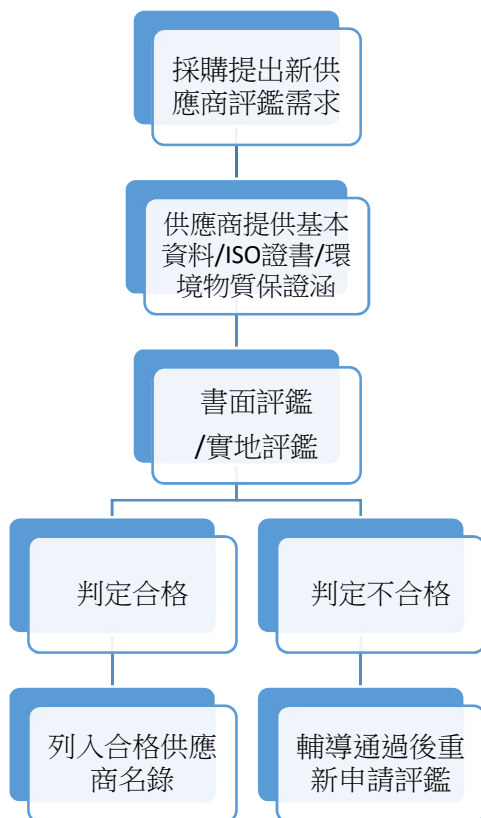 採購提出新供
應商評鑑需求
供應商提供基本
資料/ISO證書/環
境物質保證涵
書面評鑑
/實地評鑑
判定合格
判定不合格
列入合格供應
商名錄
輔導通過後重
新申請評鑑